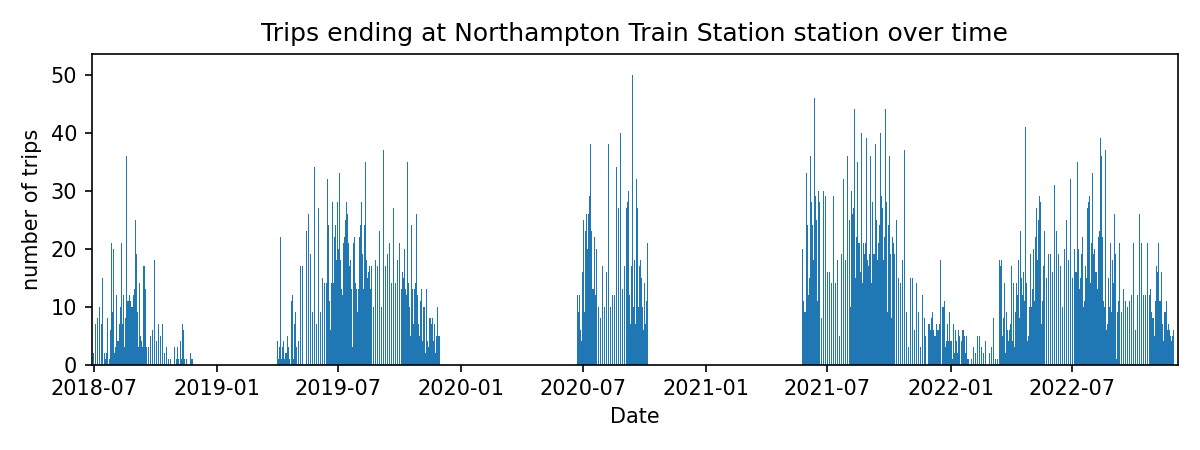 Trips ending at Northampton Train Station station over time
number of trips
50
40
30
20
10
0
2018-07 2019-01 2019-07 2020-01 2020-07 2021-01 2021-07 2022-01 2022-07
Date